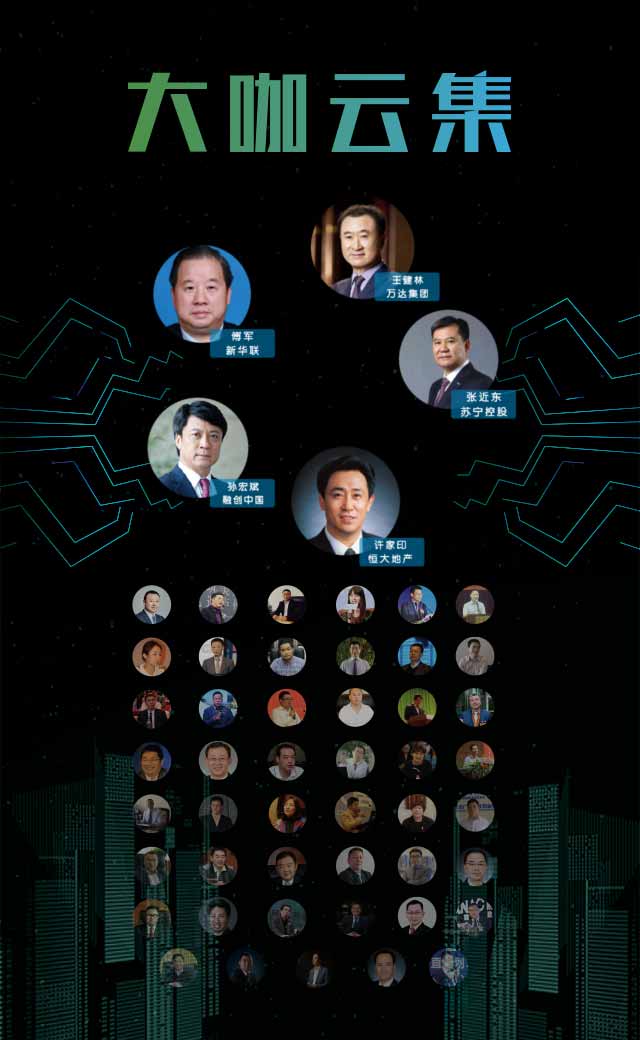 大咖云集
王健林
万达集团
傅军
新华联
张近东
苏宁控股
孙宏斌
融创中国
许家印
恒大地产